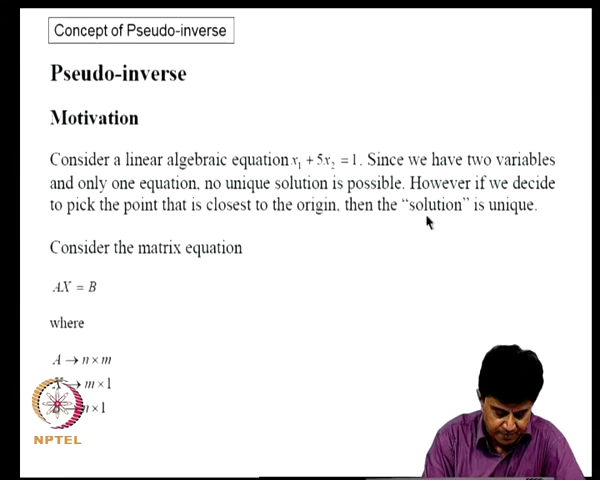 Concept of Pseudo-inverse
Pseudo-inverse
Motivation
Consider a linear algebraic equation x₁ + 5x₂ = 1. Since we have two variables
and only one equation, no unique solution is possible. However if we decide
to pick the point that is closest to the origin, then the “solution” is unique.
Consider the matrix equation
AX = B
where
A → n × m
X → m × 1
→ n × 1
NPTEL